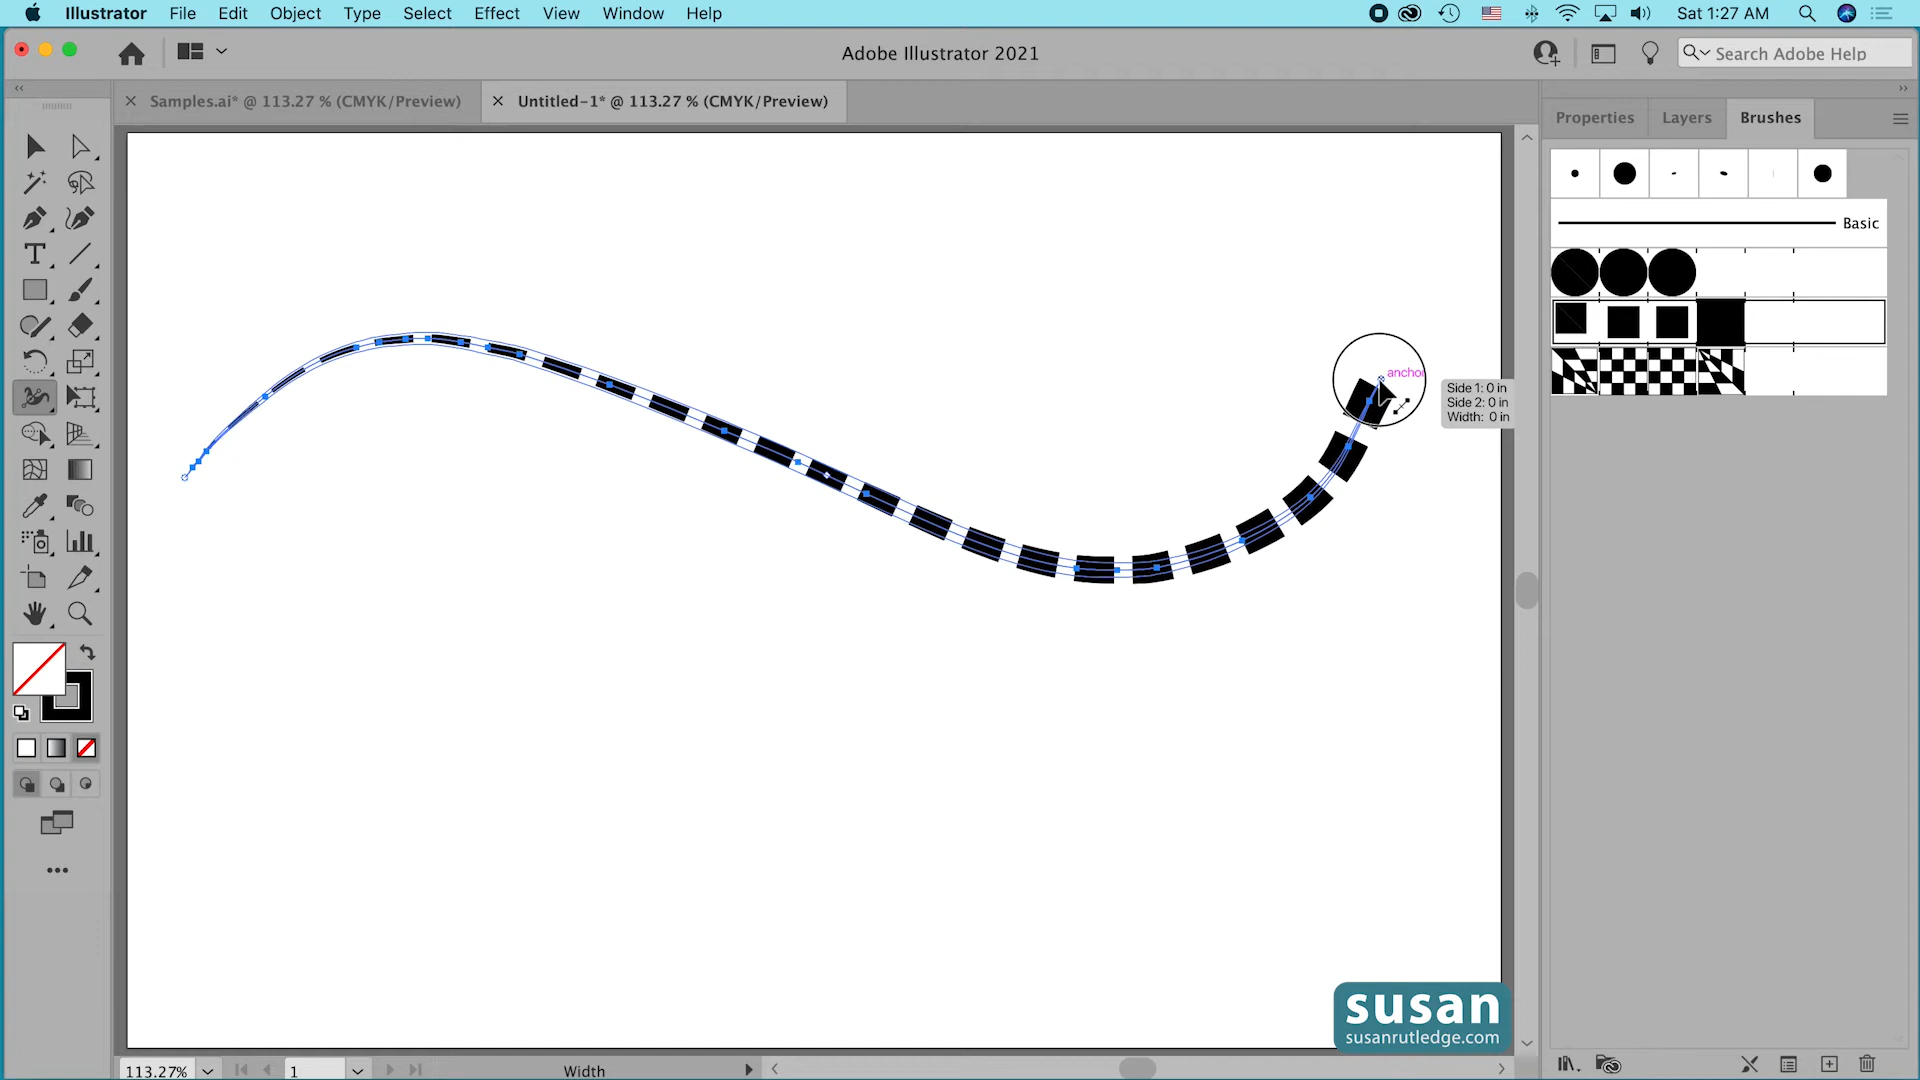 Illustrator File Edit Object Type Select Effect View Window Help Sat 1:27 AM
Adobe Illustrator 2021
Search Adobe Help
Samples.ai* @ 113.27 % (CMYK/Preview)
Untitled-1* @ 113.27 % (CMYK/Preview)
Properties Layers Brushes
Basic
anchor
Side 1: 0 in
Side 2: 0 in
Width: 0 in
susan
susanrutledge.com
113.27%
1
Width